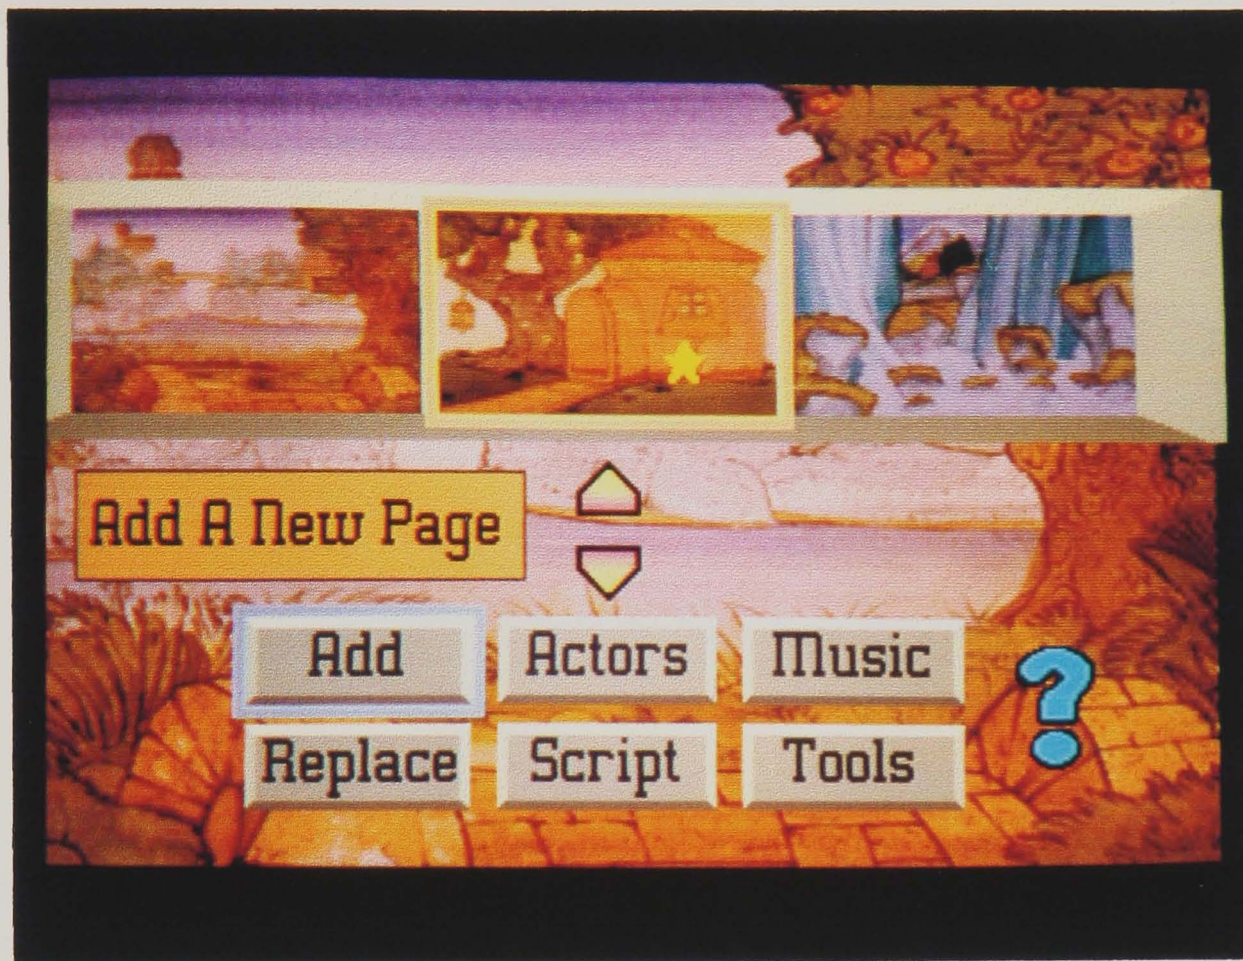 Add A New Page
Add
Actors
Music
Replace
Script
Tools
?